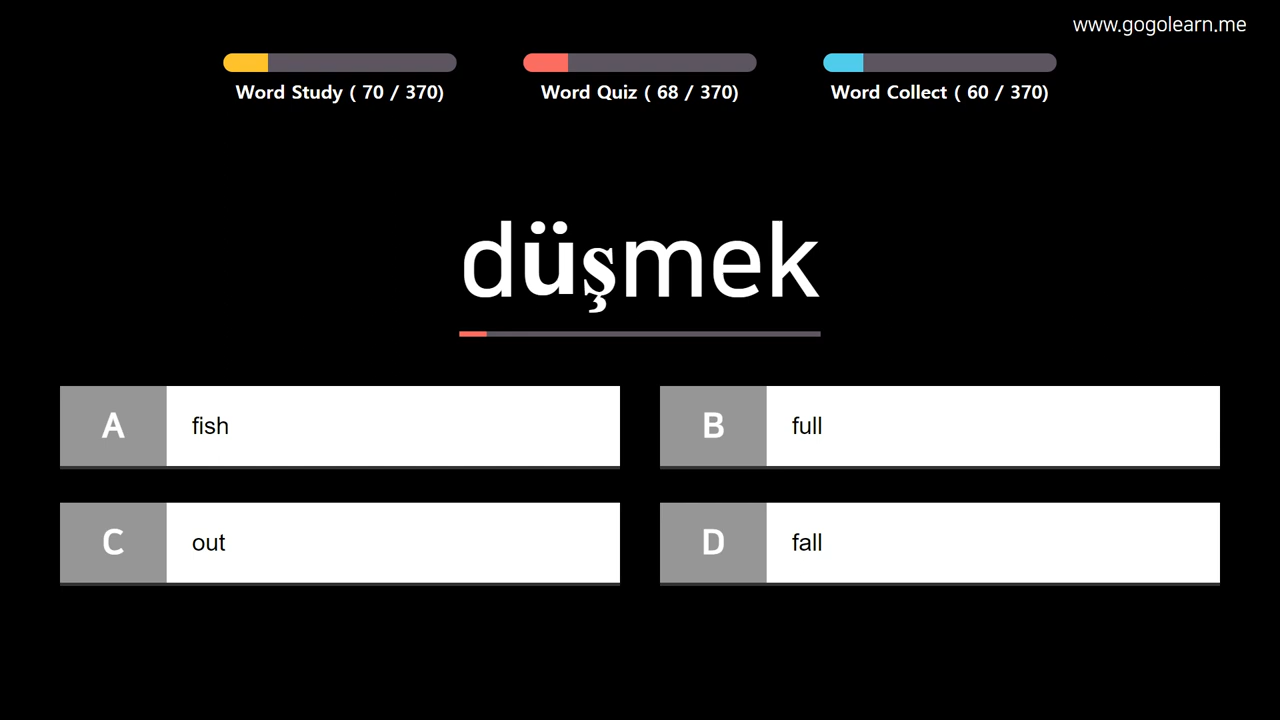 www.gogolearn.me
Word Study ( 70 / 370)
Word Quiz ( 68 / 370)
Word Collect ( 60 / 370)
düşmek
A fish
B full
C out
D fall